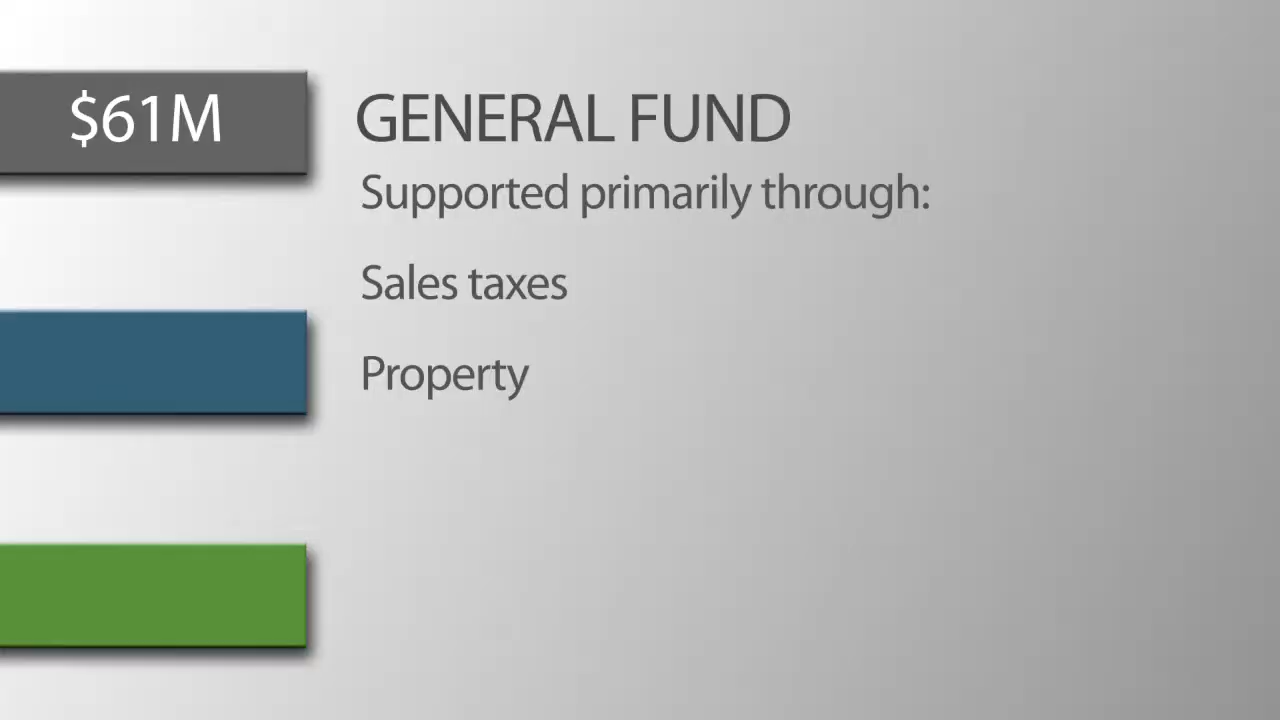 $61M
GENERAL FUND
Supported primarily through:
Sales taxes
Property